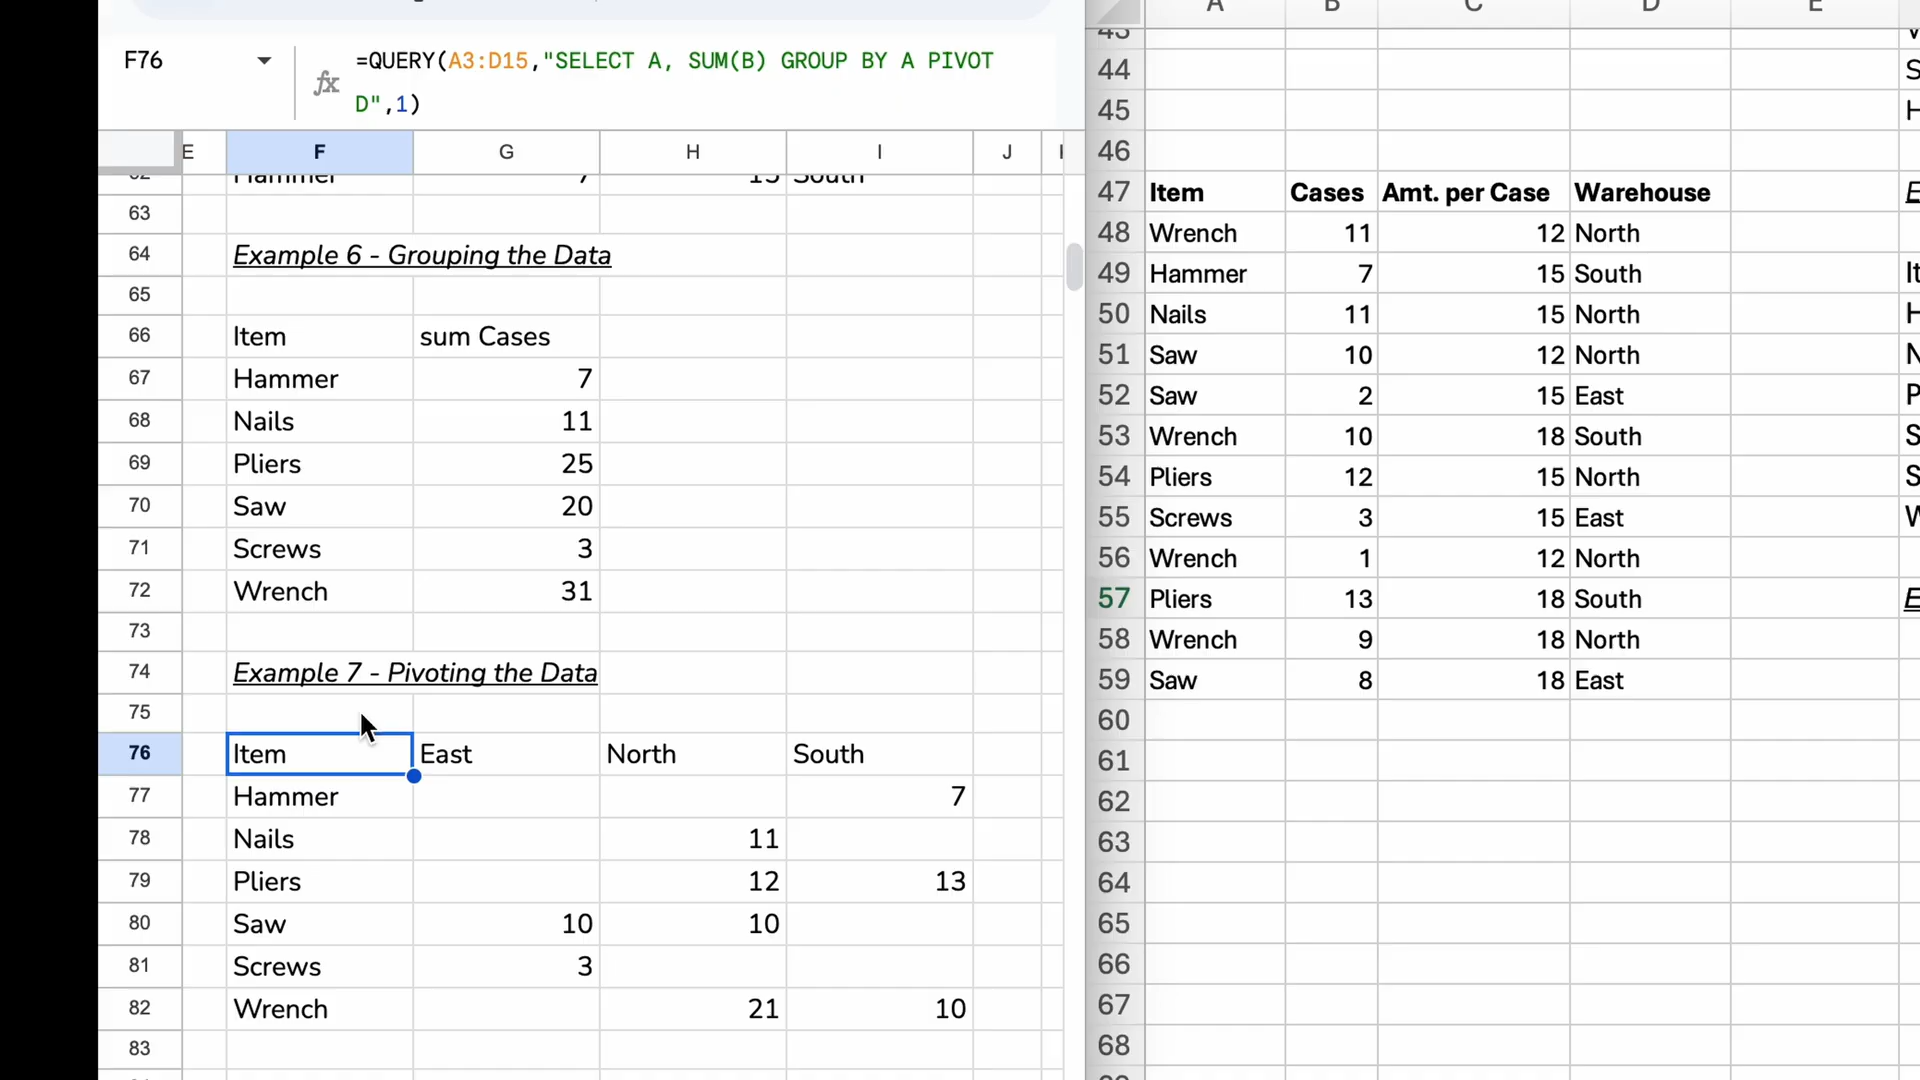 F76
=QUERY(A3:D15,"SELECT A, SUM(B) GROUP BY A PIVOT
D",1)
fx
E F G H I J
62 Hammer 7 15 South
63
64 Example 6 - Grouping the Data
65
66 Item sum Cases
67 Hammer 7
68 Nails 11
69 Pliers 25
70 Saw 20
71 Screws 3
72 Wrench 31
73
74 Example 7 - Pivoting the Data
75
76 Item East North South
77 Hammer 7
78 Nails 11
79 Pliers 12 13
80 Saw 10 10
81 Screws 3
82 Wrench 21 10
83
A B C D E
43
44
45
46
47 Item Cases Amt. per Case Warehouse
48 Wrench 11 12 North
49 Hammer 7 15 South
50 Nails 11 15 North
51 Saw 10 12 North
52 Saw 2 15 East
53 Wrench 10 18 South
54 Pliers 12 15 North
55 Screws 3 15 East
56 Wrench 1 12 North
57 Pliers 13 18 South
58 Wrench 9 18 North
59 Saw 8 18 East
60
61
62
63
64
65
66
67
68